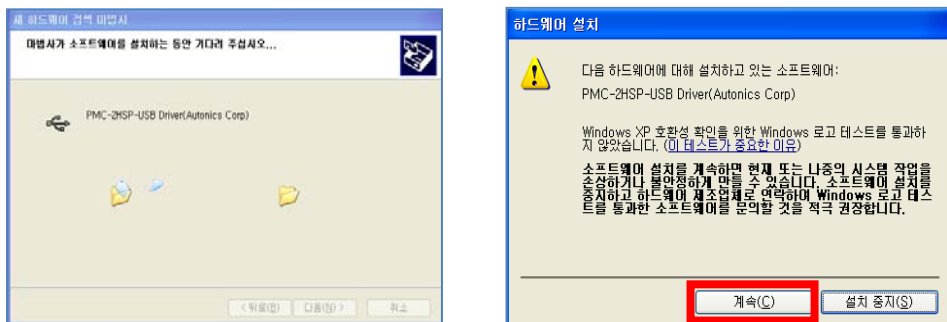 새 하드웨어 검색 마법사
마법사가 소프트웨어를 설치하는 동안 기다려 주십시오...
PMC-2HSP-USB Driver(Autonics Corp)
< 뒤로(B)
다음(N) >
취소
하드웨어 설치
다음 하드웨어에 대해 설치하고 있는 소프트웨어:
PMC-2HSP-USB Driver(Autonics Corp)
Windows XP 호환성 확인을 위한 Windows 로고 테스트를 통과하
지 않았습니다. (이 테스트가 중요한 이유)
소프트웨어 설치를 계속하면 현재 또는 나중의 시스템 작업을
손상하거나 불안정하게 만들 수 있습니다. 소프트웨어 설치를
중지하고 하드웨어 제조업체로 연락하여 Windows 로고 테스
트를 통과한 소프트웨어를 문의할 것을 적극 권장합니다.
계속(C)
설치 중지(S)